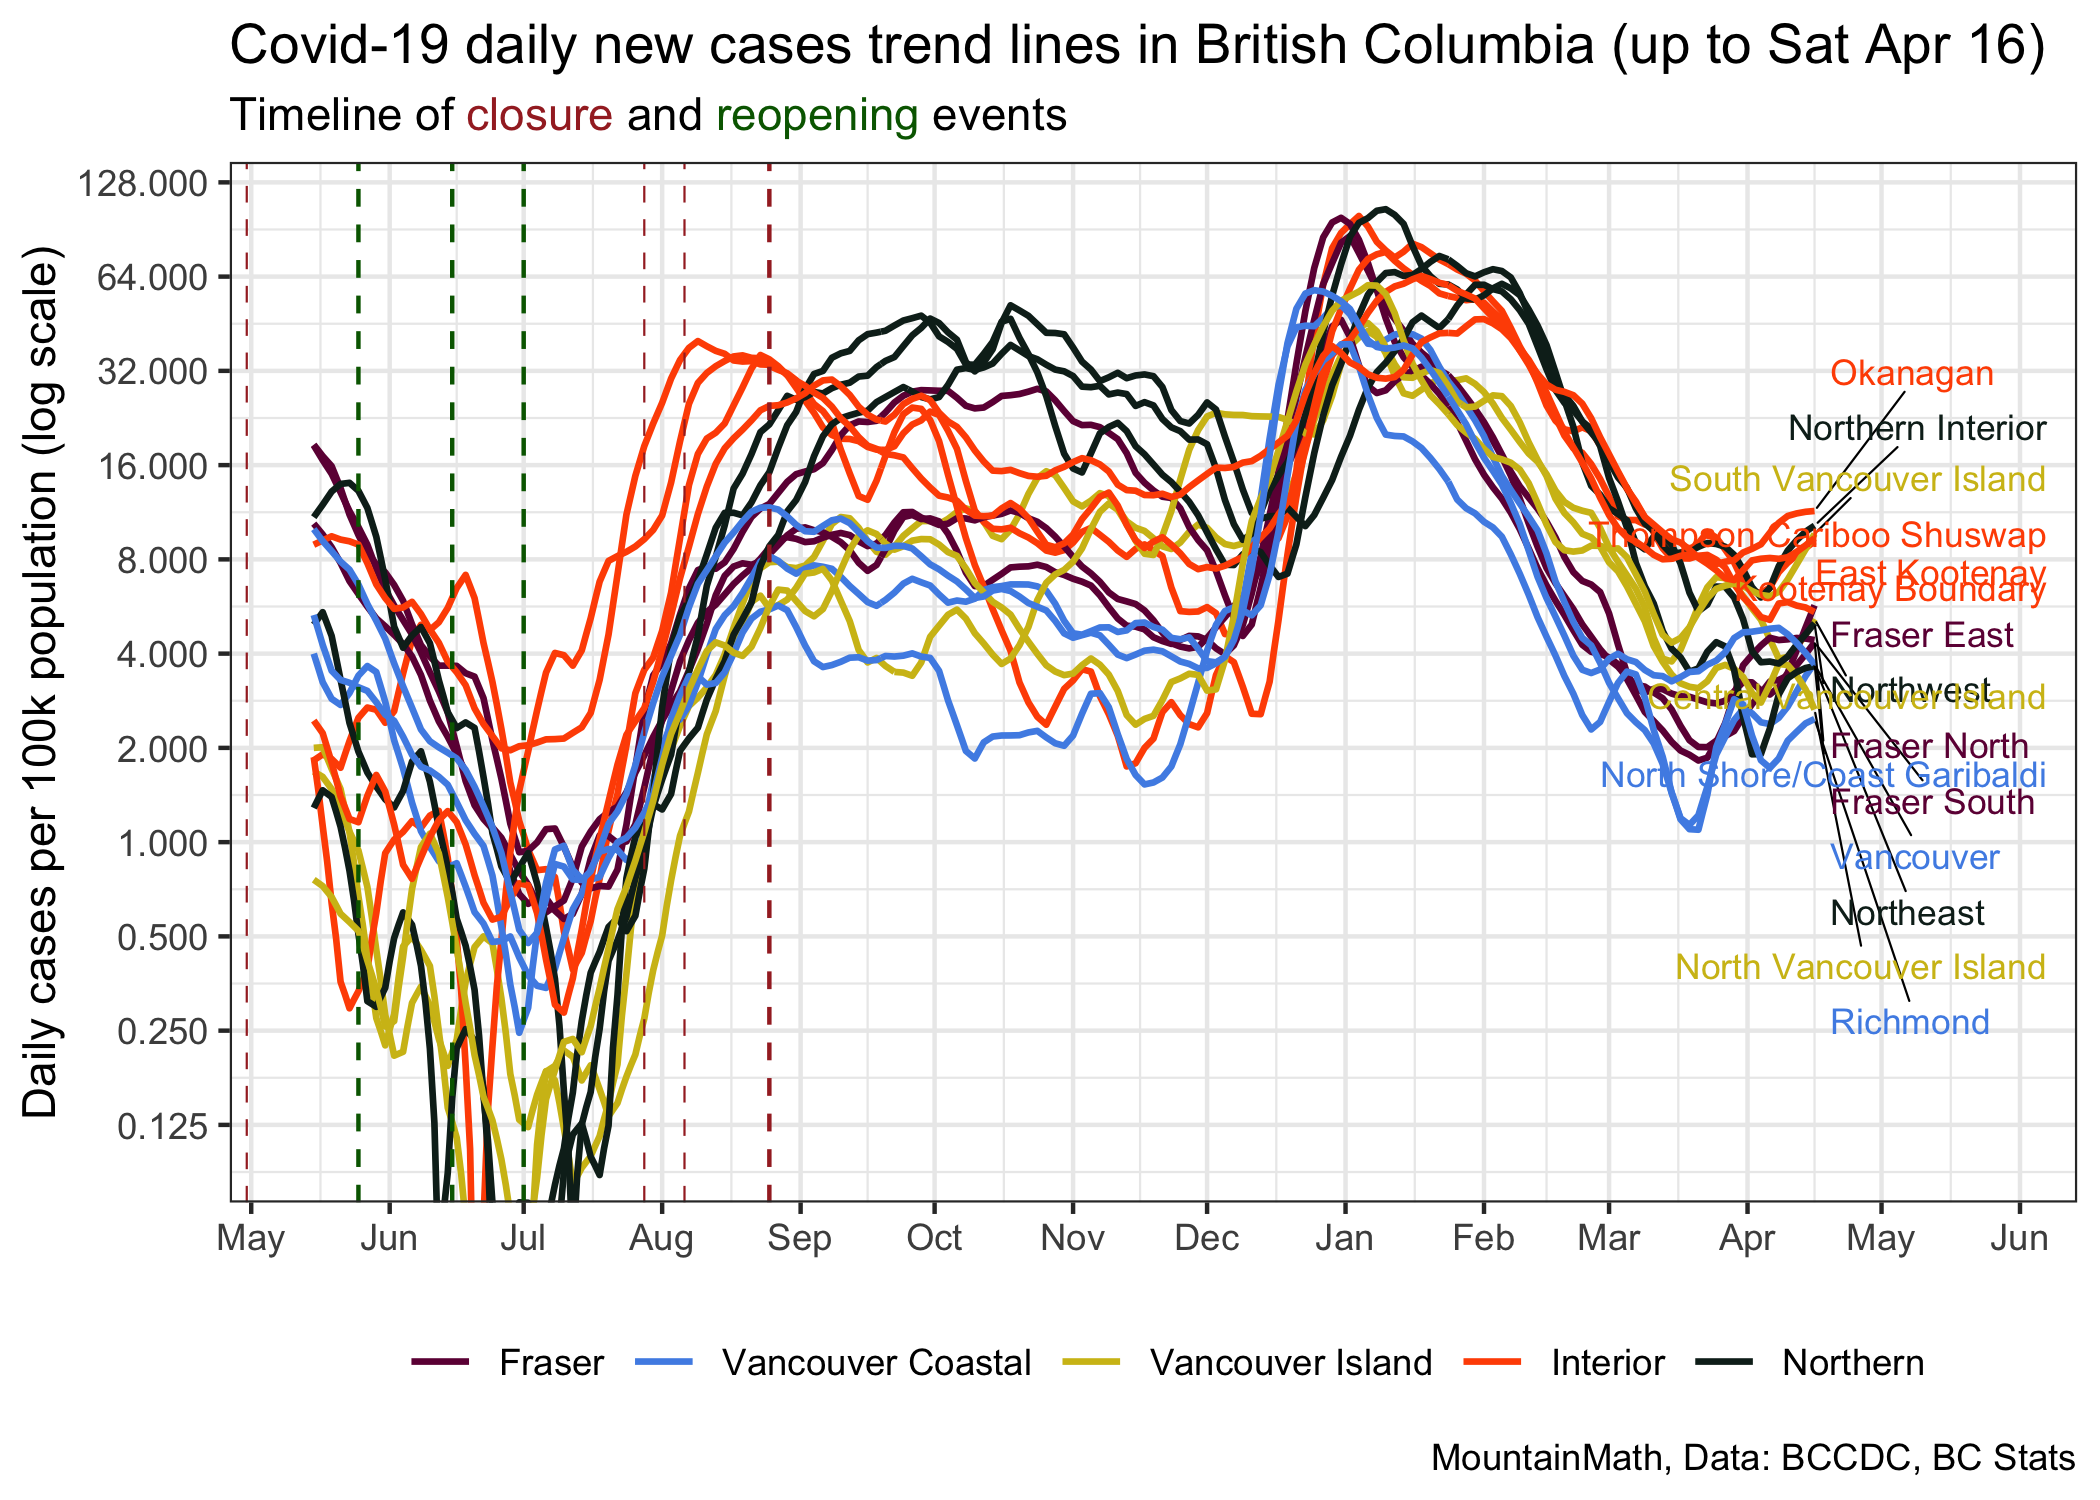 Covid-19 daily new cases trend lines in British Columbia (up to Sat Apr 16)
Timeline of closure and reopening events
Daily cases per 100k population (log scale)
128.000
64.000
32.000
16.000
8.000
4.000
2.000
1.000
0.500
0.250
0.125
Okanagan
Northern Interior
South Vancouver Island
Thompson Cariboo Shuswap
East Kootenay
Kootenay Boundary
Fraser East
Northwest
Central Vancouver Island
Fraser North
North Shore/Coast Garibaldi
Fraser South
Vancouver
Northeast
North Vancouver Island
Richmond
May Jun Jul Aug Sep Oct Nov Dec Jan Feb Mar Apr May Jun
Fraser Vancouver Coastal Vancouver Island Interior Northern
MountainMath, Data: BCCDC, BC Stats